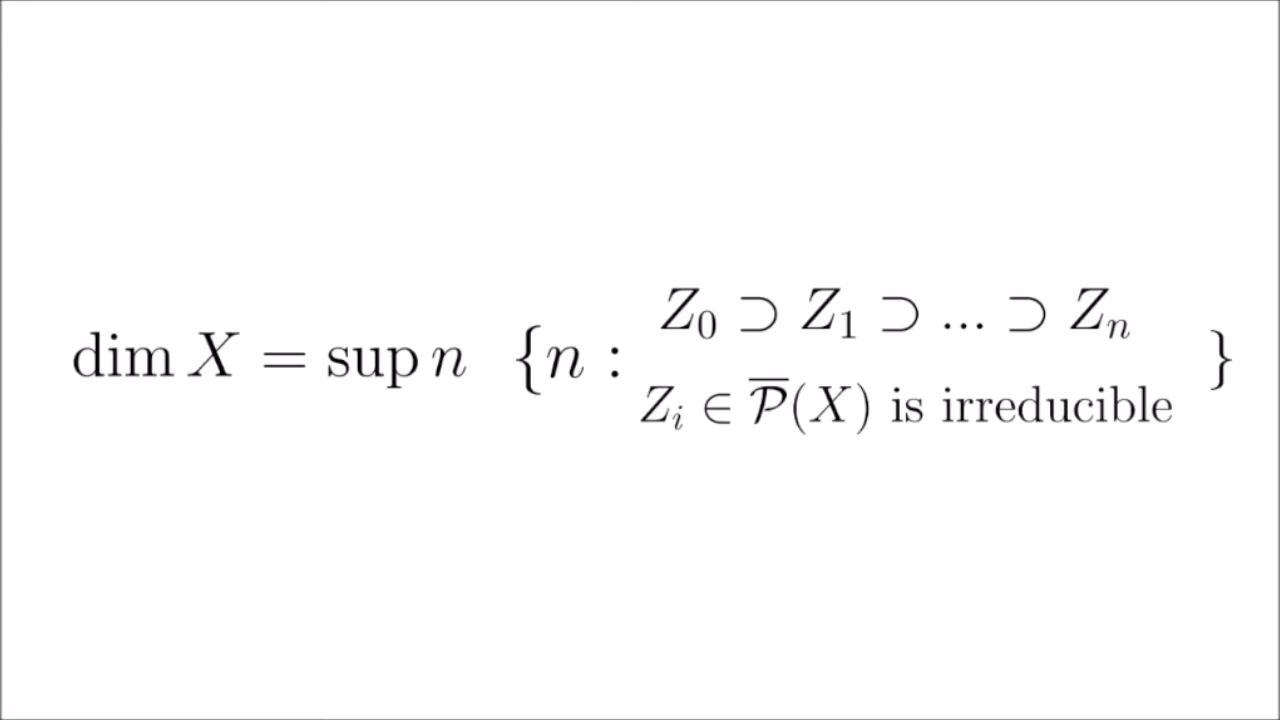 Z₀ ⊃ Z₁ ⊃ ... ⊃ Zₙ
dim X = sup n {n : }
Zᵢ ∈ P̅(X) is irreducible